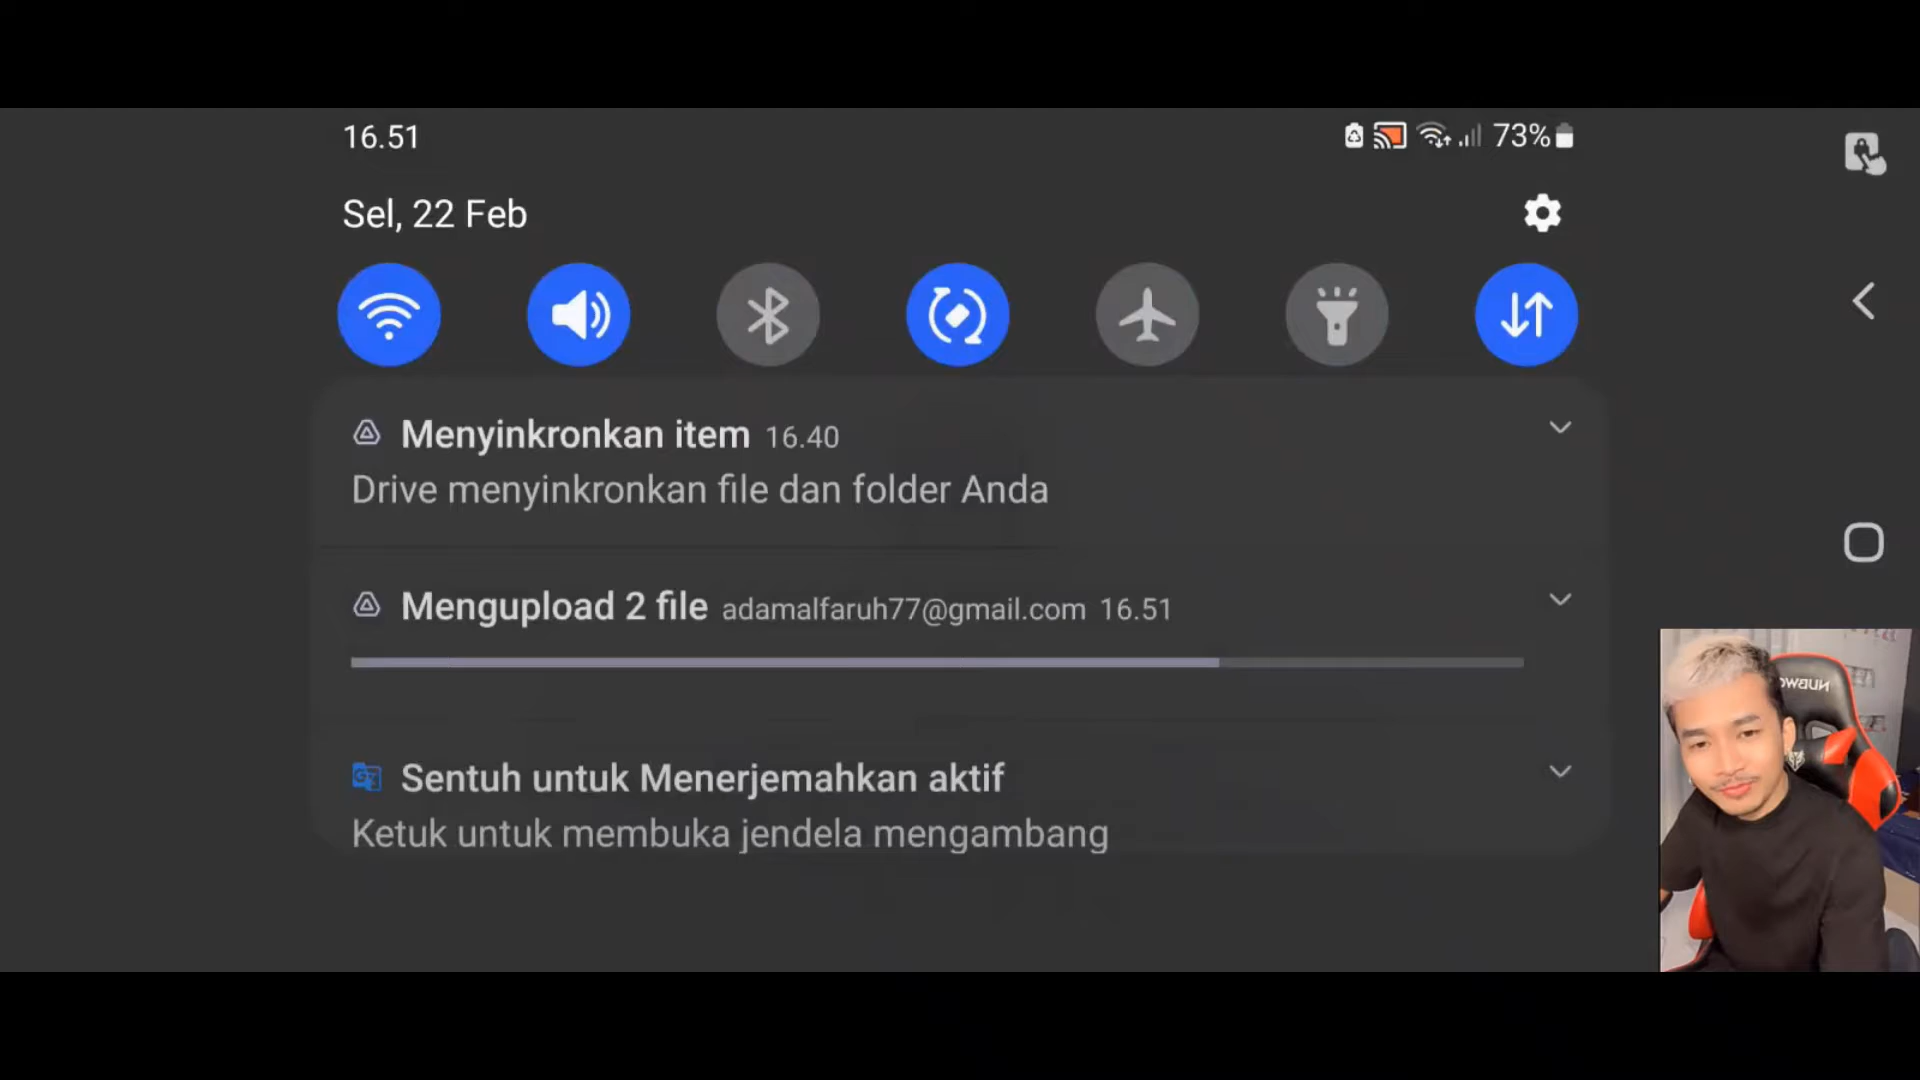 16.51
73%
Sel, 22 Feb
Menyinkronkan item 16.40
Drive menyinkronkan file dan folder Anda
Mengupload 2 file adamalfaruh77@gmail.com 16.51
Sentuh untuk Menerjemahkan aktif
Ketuk untuk membuka jendela mengambang